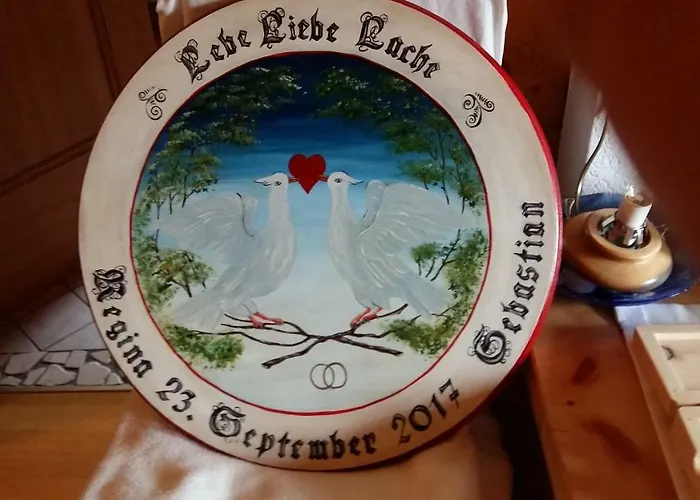 Lebe Liebe Lache
Regina 23. September 2017 Sebastian